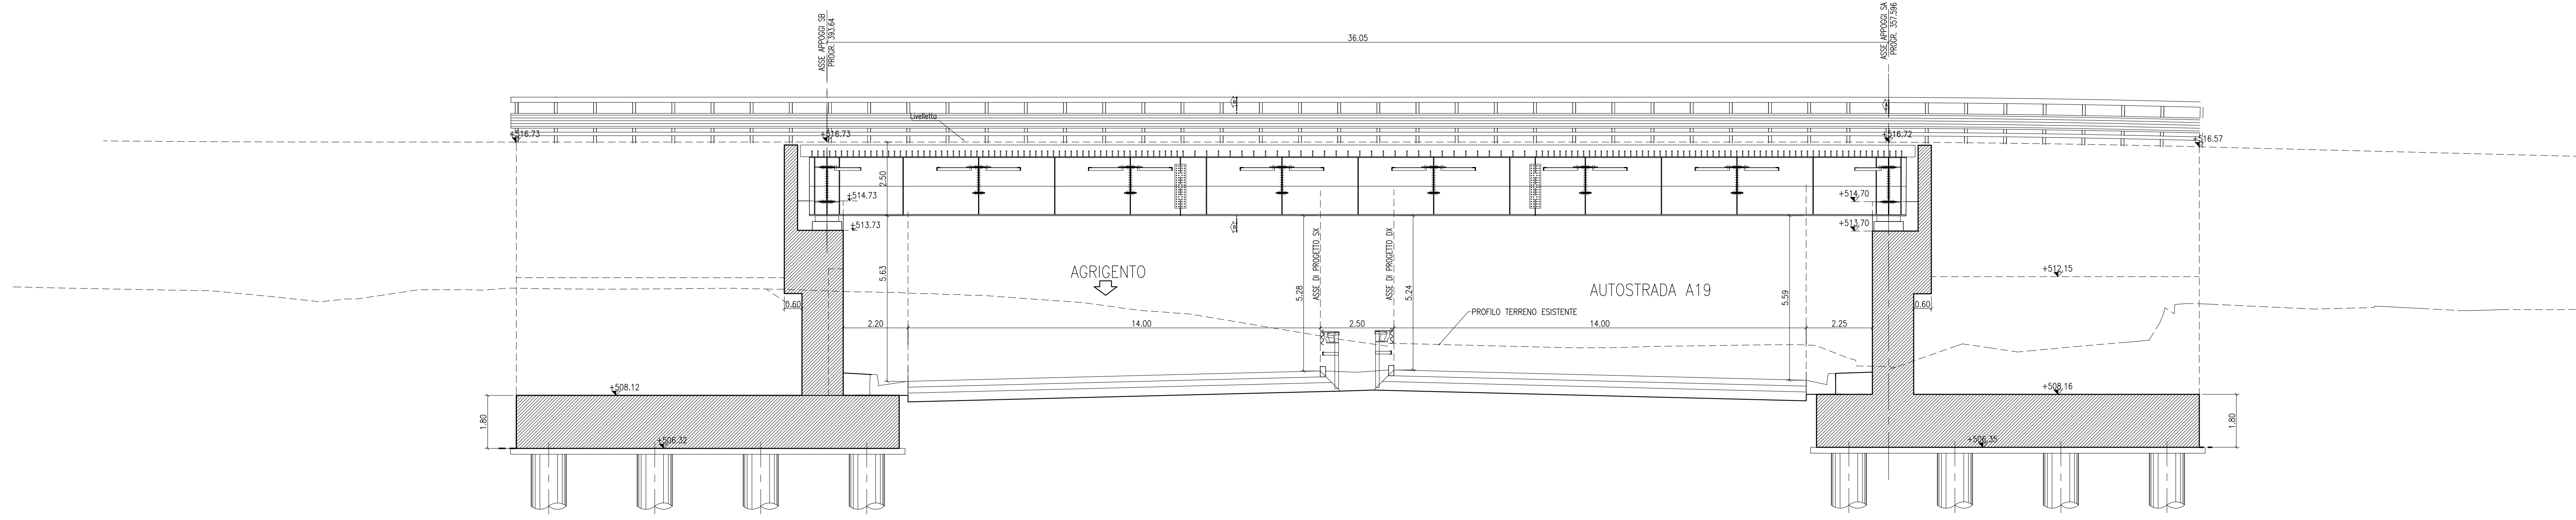 ASSE APPOGGI SB
PROGR. 393.64
36.05
ASSE APPOGGI SA
PROGR. 357.596
Livelletta
+516.73
+516.73
+516.72
+516.57
2.50
+514.73
+513.73
+514.70
+513.70
5.63
AGRIGENTO
5.28
ASSE DI PROGETTO SX
ASSE DI PROGETTO DX
5.24
AUTOSTRADA A19
5.59
+512.15
0.60
0.60
PROFILO TERRENO ESISTENTE
2.20
14.00
2.50
14.00
2.25
+508.12
+508.16
1.80
1.80
+506.32
+506.35